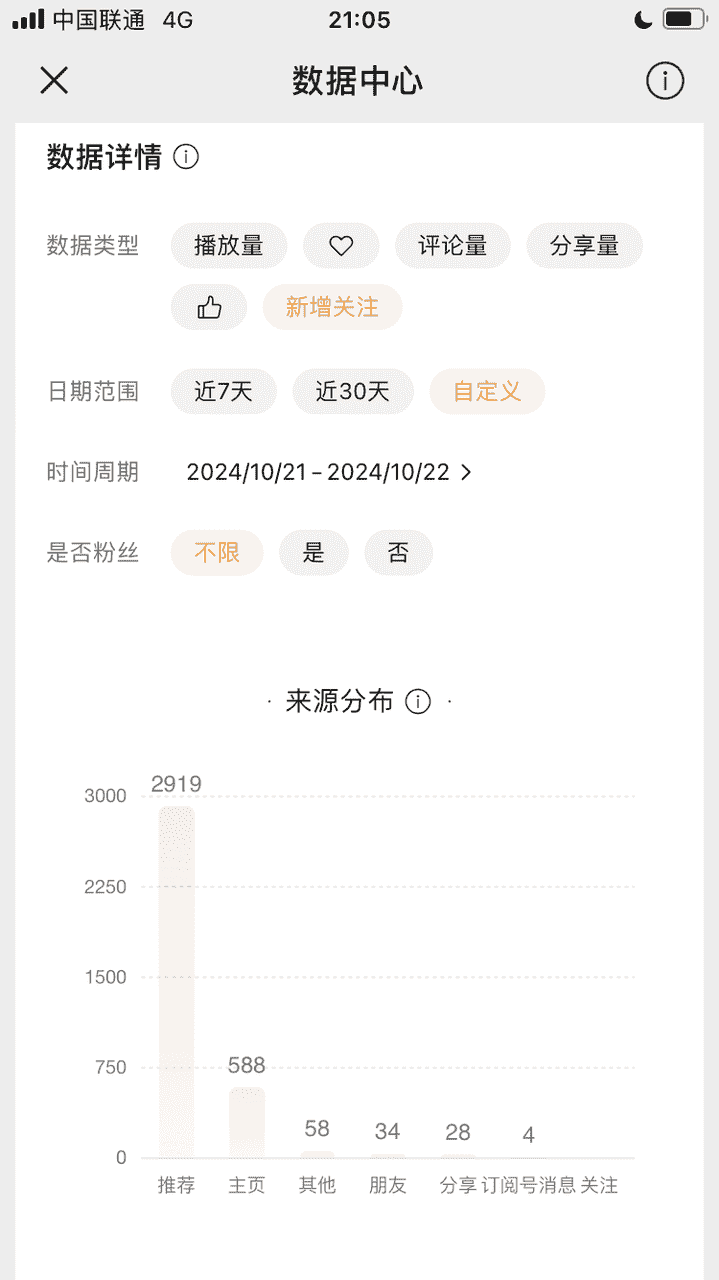 中国联通 4G 21:05
数据中心
数据详情
数据类型 播放量 评论量 分享量
新增关注
日期范围 近7天 近30天 自定义
时间周期 2024/10/21－2024/10/22
是否粉丝 不限 是 否
· 来源分布 ·
2919
3000
2250
1500
588
750
58
34
28
4
0
推荐 主页 其他 朋友 分享 订阅号消息 关注